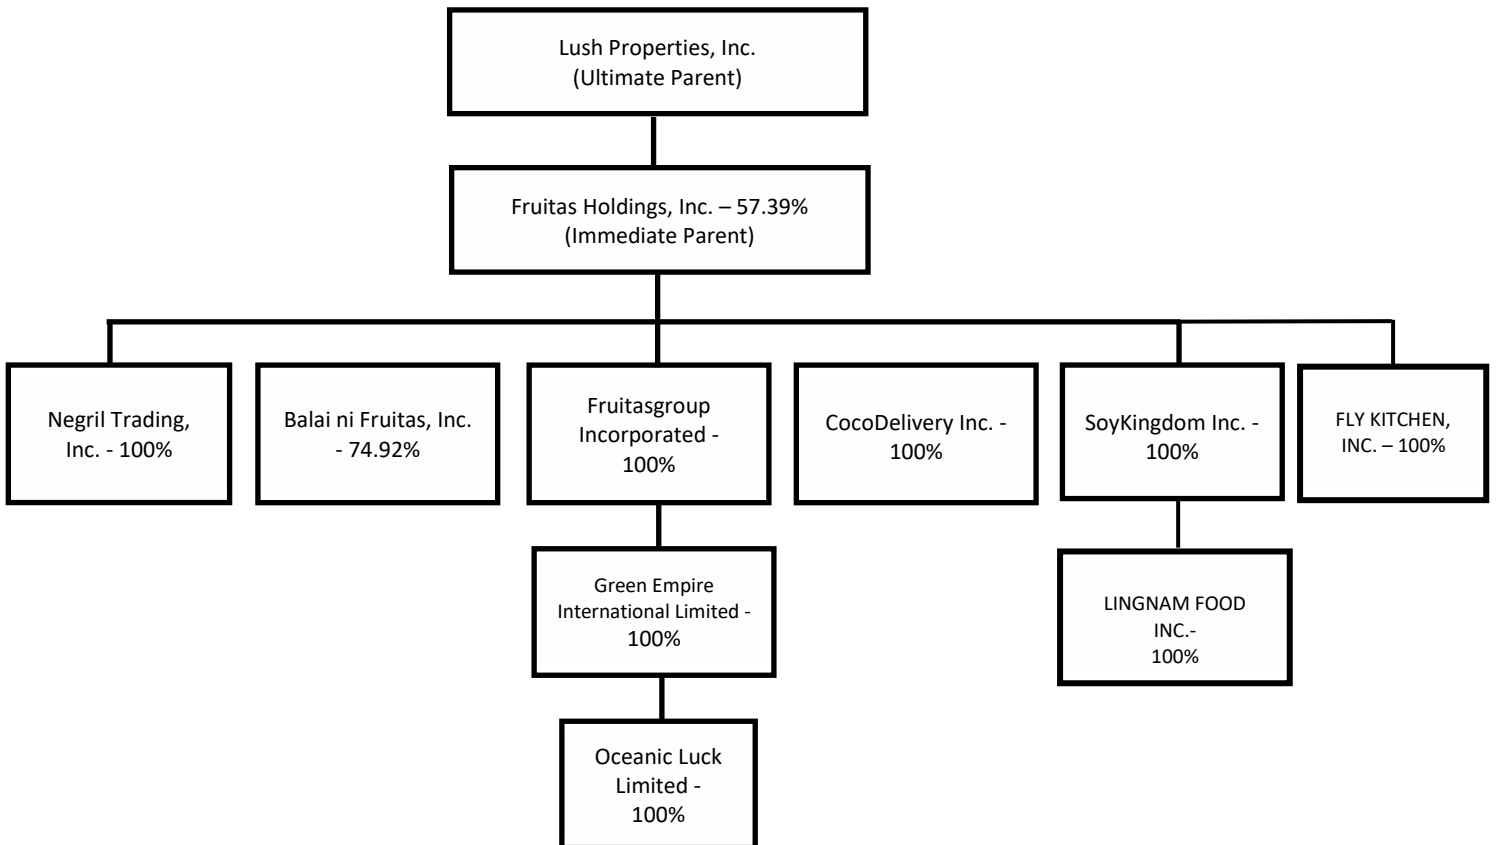 Lush Properties, Inc.
(Ultimate Parent)
Fruitas Holdings, Inc. – 57.39%
(Immediate Parent)
Negril Trading,
Inc. - 100%
Balai ni Fruitas, Inc.
- 74.92%
Fruitasgroup
Incorporated -
100%
CocoDelivery Inc. -
100%
SoyKingdom Inc. -
100%
FLY KITCHEN,
INC. – 100%
Green Empire
International Limited -
100%
LINGNAM FOOD
INC.-
100%
Oceanic Luck
Limited -
100%